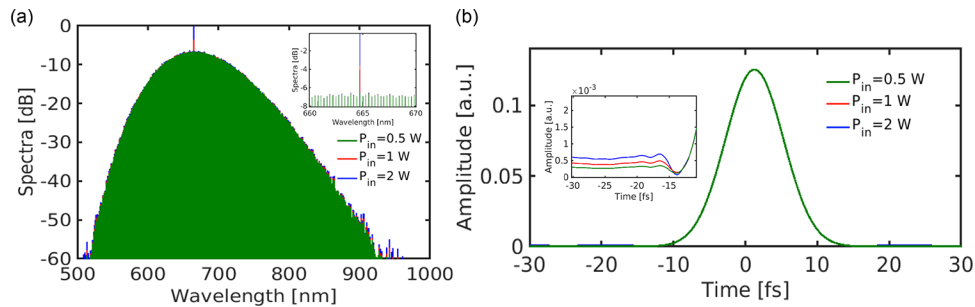 (a)
0
-10
-20
-30
-40
-50
-60
Spectra [dB]
500 600 700 800 900 1000
Wavelength [nm]
-2
-4
-6
-8
Spectra [dB]
660 665 670
Wavelength [nm]
P_in=0.5 W
P_in=1 W
P_in=2 W
(b)
0.1
0.05
0
Amplitude [a.u.]
-30 -20 -10 0 10 20 30
Time [fs]
×10^-3
2
1.5
1
0.5
0
Amplitude [a.u.]
-30 -25 -20 -15
Time [fs]
P_in=0.5 W
P_in=1 W
P_in=2 W